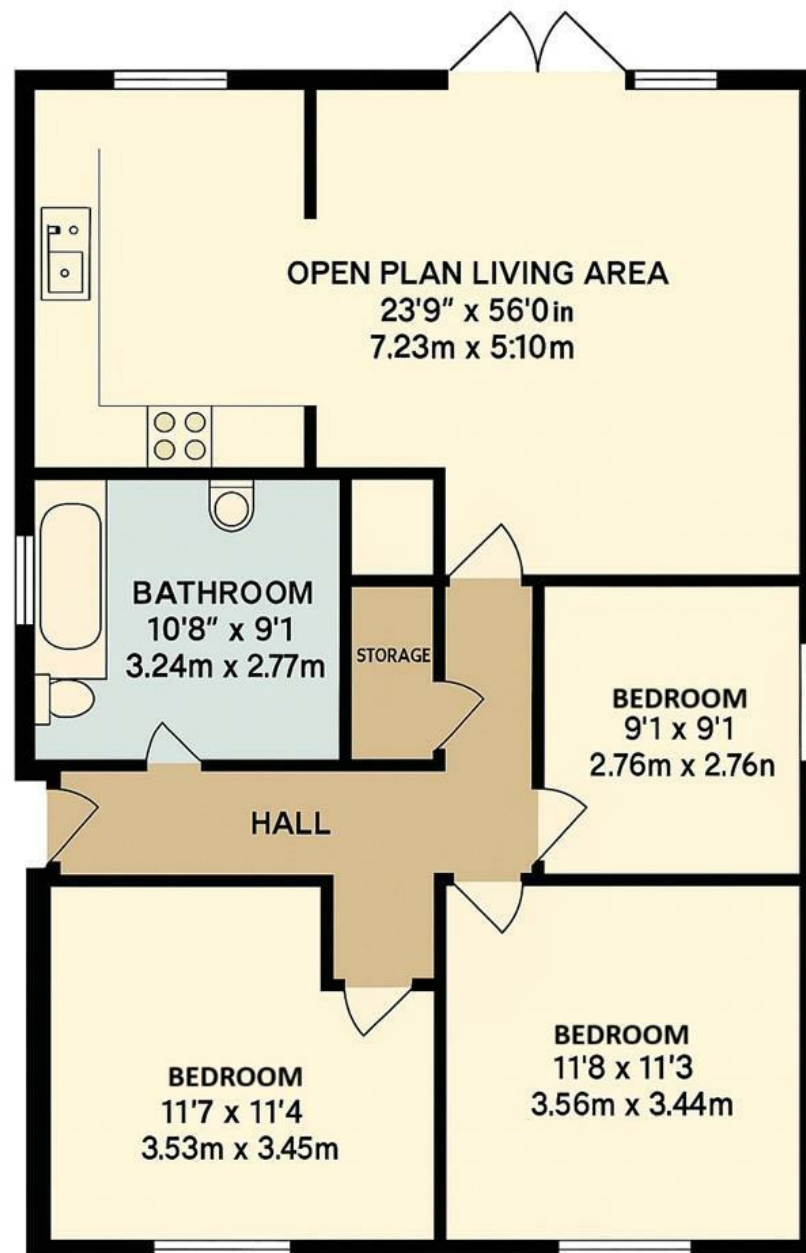 OPEN PLAN LIVING AREA
23'9" x 56'0in
7.23m x 5:10m
BATHROOM
10'8" x 9'1
3.24m x 2.77m
STORAGE
BEDROOM
9'1 x 9'1
2.76m x 2.76n
HALL
BEDROOM
11'7 x 11'4
3.53m x 3.45m
BEDROOM
11'8 x 11'3
3.56m x 3.44m